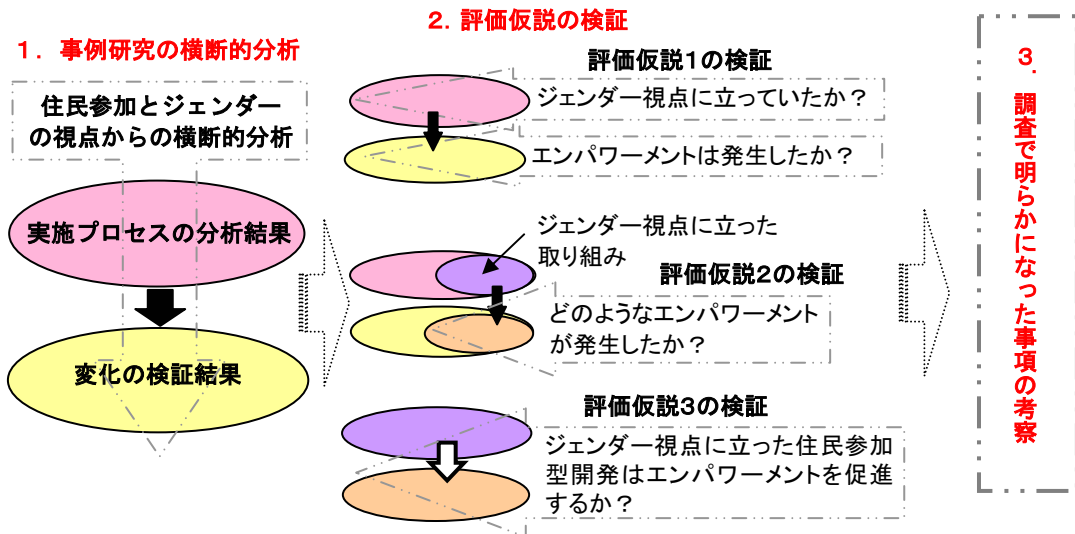 １． 事例研究の横断的分析
住民参加とジェンダー
の視点からの横断的分析
実施プロセスの分析結果
変化の検証結果
２．評価仮説の検証
評価仮説１の検証
ジェンダー視点に立っていたか？
エンパワーメントは発生したか？
ジェンダー視点に立った
取り組み
評価仮説２の検証
どのようなエンパワーメント
が発生したか？
評価仮説３の検証
ジェンダー視点に立った住民参加
型開発はエンパワーメントを促進
するか？
３．調査で明らかになった事項の考察